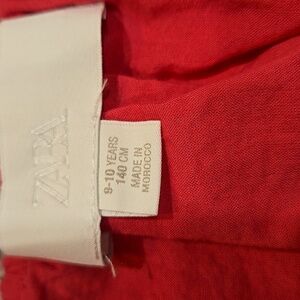 ZARA
9-10 YEARS
140 CM
MADE IN
MOROCCO